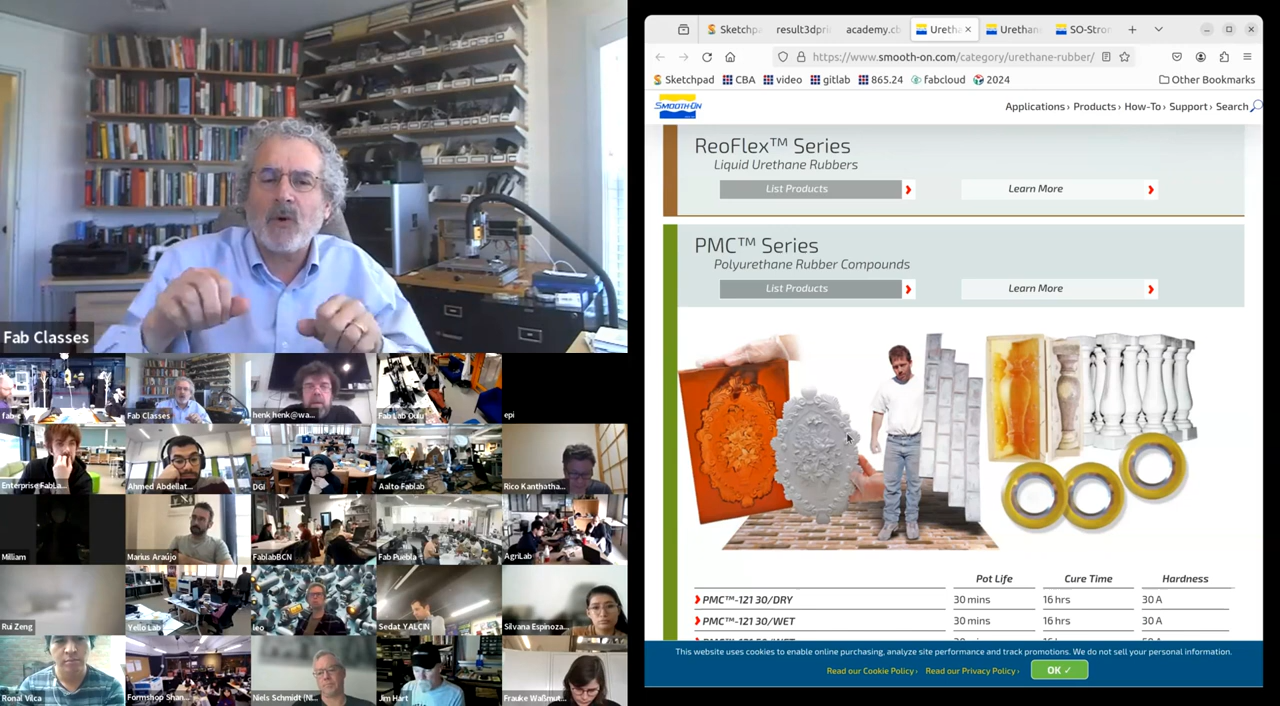 Fab Classes
fab-c
Fab Classes
henk henk@wa...
Fab Lab Oulu
epi
Enterprise FabLa...
Ahmed Abdellat...
DGI
Aalto Fablab
Rico Kanthatha...
Milliam
Marius Araújo
FablabBCN
Fab Puebla
AgriLab
Rui Zeng
Yello Lab
leo
Sedat YALÇIN
Silvana Espinoza...
Ronal Vilca
Formshop Shan...
Niels Schmidt (NI...
Jim Hart
Frauke Waßmut...
Sketchp
result3dpri
academy.cb
Uretha
Urethan
SO-Stron
https://www.smooth-on.com/category/urethane-rubber/
Sketchpad CBA video gitlab 865.24 fabcloud 2024 Other Bookmarks
SMOOTH-ON
Applications› Products› How-To› Support› Search
ReoFlex™ Series
Liquid Urethane Rubbers
List Products Learn More
PMC™ Series
Polyurethane Rubber Compounds
List Products Learn More
Pot Life Cure Time Hardness
PMC™-121 30/DRY 30 mins 16 hrs 30 A
PMC™-121 30/WET 30 mins 16 hrs 30 A
This website uses cookies to enable online purchasing, analyze site performance and track promotions. We do not sell your personal information.
Read our Cookie Policy› Read our Privacy Policy› OK ✓